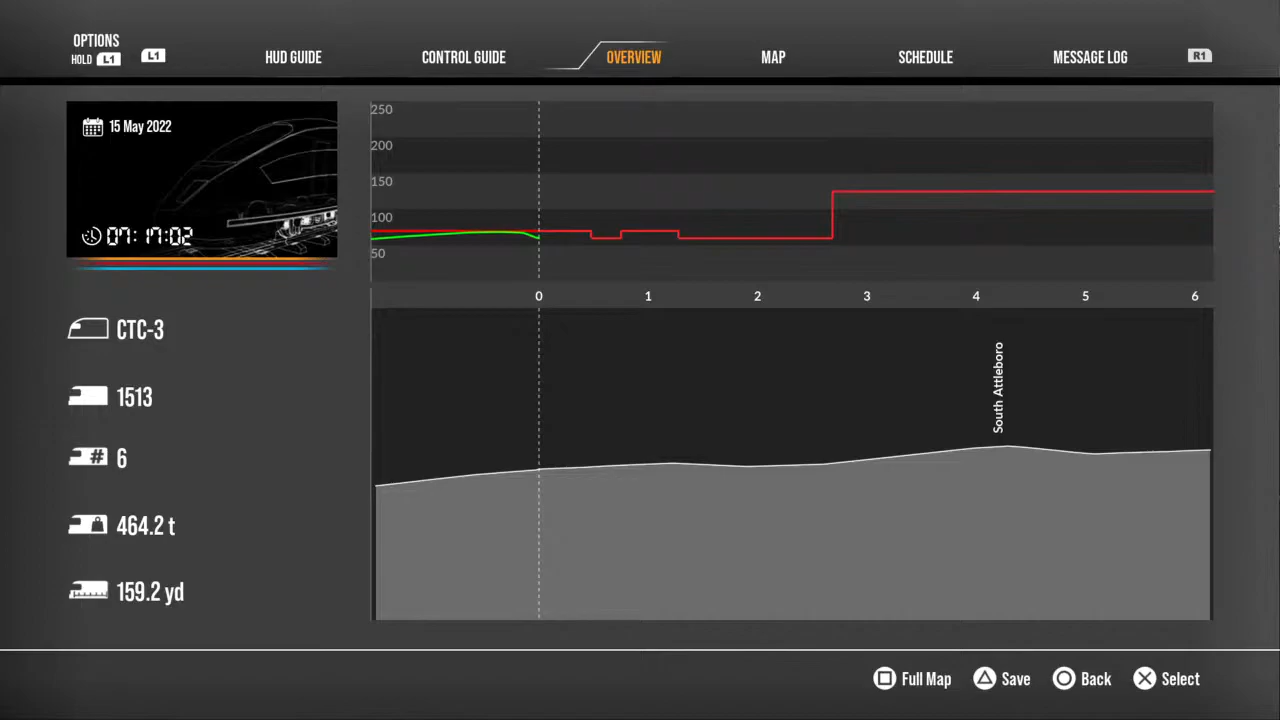 OPTIONS
HOLD L1 L1 HUD GUIDE CONTROL GUIDE OVERVIEW MAP SCHEDULE MESSAGE LOG R1
15 May 2022
07:17:02
CTC-3
1513
# 6
464.2 t
159.2 yd
250
200
150
100
50
0 1 2 3 4 5 6
South Attleboro
Full Map Save Back Select